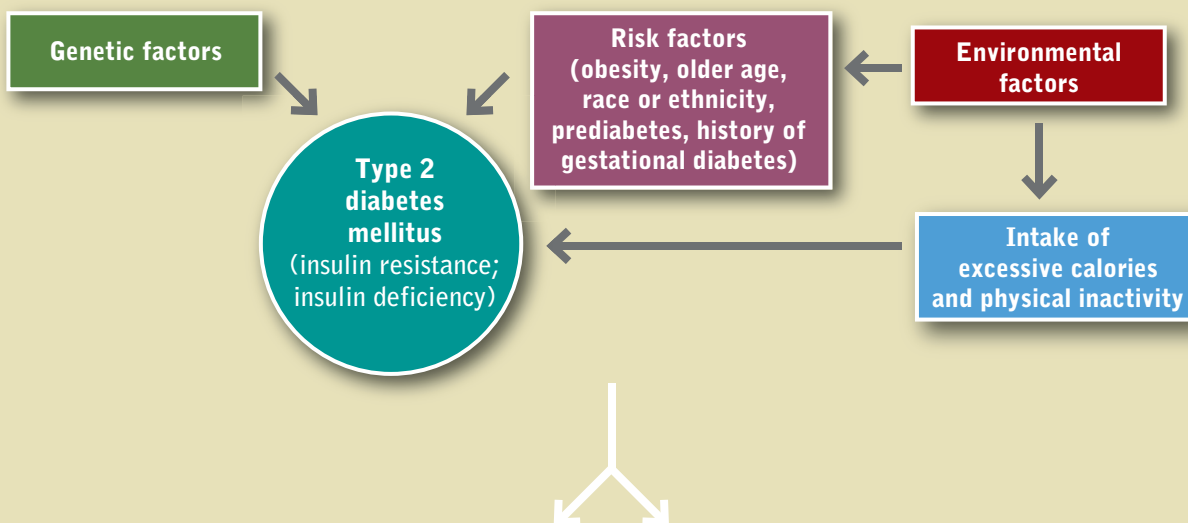 Genetic factors
Risk factors
(obesity, older age,
race or ethnicity,
prediabetes, history of
gestational diabetes)
Environmental
factors
Type 2
diabetes
mellitus
(insulin resistance;
insulin deficiency)
Intake of
excessive calories
and physical inactivity